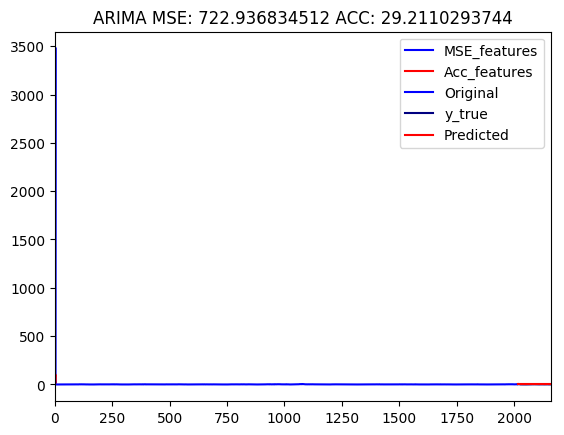 ARIMA MSE: 722.936834512 ACC: 29.2110293744
3500
3000
2500
2000
1500
1000
500
0
MSE_features
Acc_features
Original
y_true
Predicted
0 250 500 750 1000 1250 1500 1750 2000